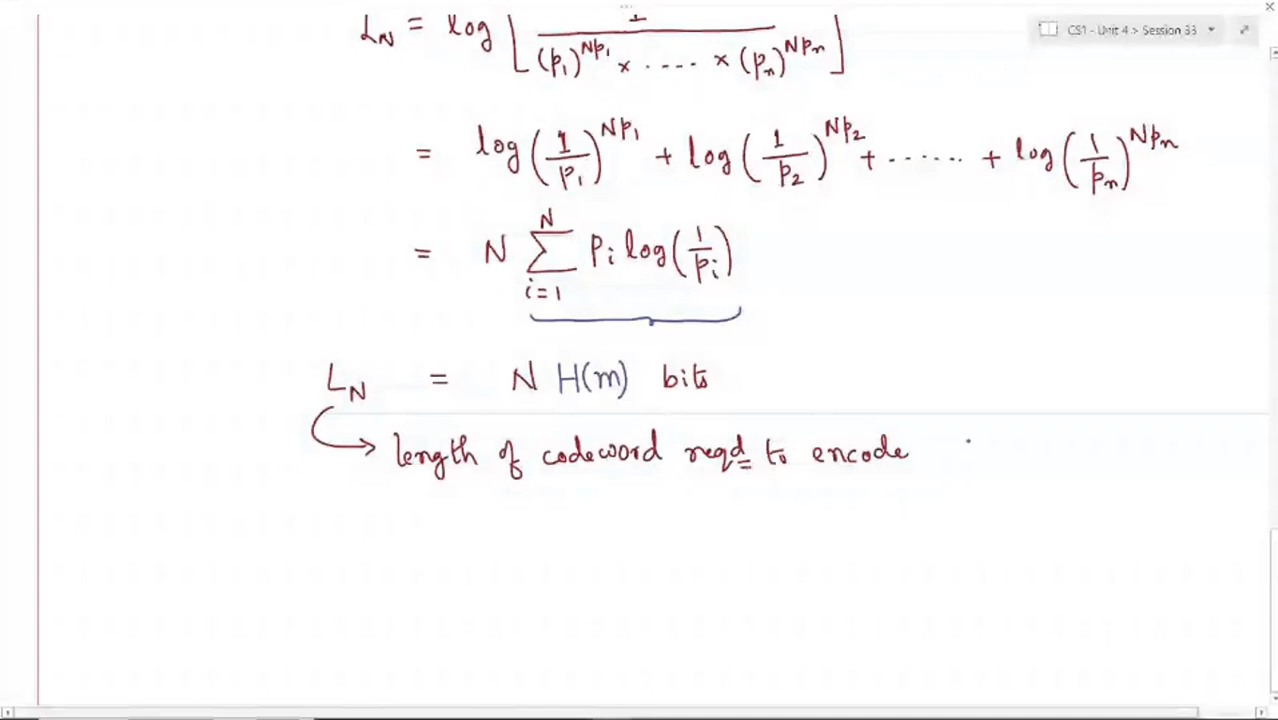 CS1 - Unit 4 > Session 33
L_N = log [ 1 / ((p_1)^{Np_1} × ..... × (p_n)^{Np_n}) ]
= log(1/p_1)^{Np_1} + log(1/p_2)^{Np_2} + ...... + log(1/p_n)^{Np_n}
= N ∑_{i=1}^{N} p_i log(1/p_i)
L_N = N H(m) bits
length of codeword reqd to encode